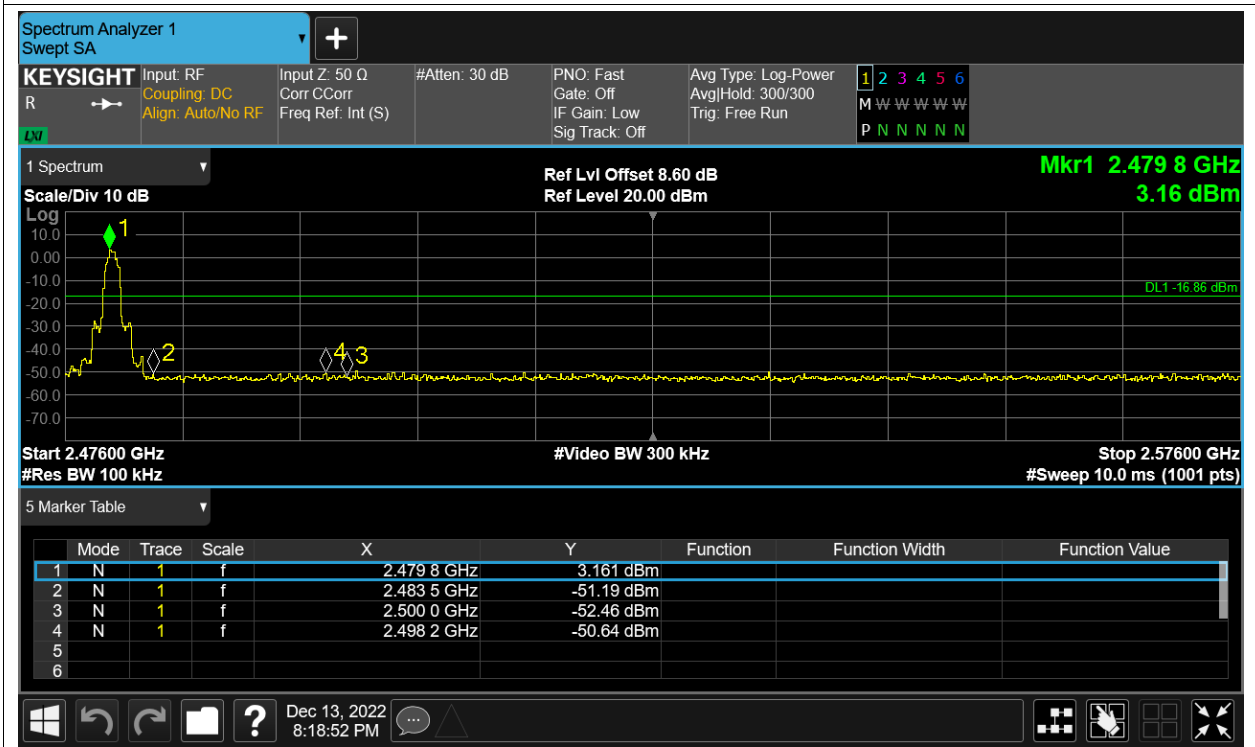 Spectrum Analyzer 1
Swept SA
KEYSIGHT Input: RF Input Z: 50 Ω #Atten: 30 dB PNO: Fast Avg Type: Log-Power 1 2 3 4 5 6
R Coupling: DC Corr CCorr Gate: Off Avg|Hold: 300/300 M W W W W W
Align: Auto/No RF Freq Ref: Int (S) IF Gain: Low Trig: Free Run
LXI Sig Track: Off P N N N N N
1 Spectrum Ref Lvl Offset 8.60 dB Mkr1 2.479 8 GHz
Scale/Div 10 dB Ref Level 20.00 dBm 3.16 dBm
Log
10.0 1
0.00
-10.0
DL1 -16.86 dBm
-20.0
-30.0
-40.0 2 4 3
-50.0
-60.0
-70.0
Start 2.47600 GHz #Video BW 300 kHz Stop 2.57600 GHz
#Res BW 100 kHz #Sweep 10.0 ms (1001 pts)
5 Marker Table
Mode Trace Scale X Y Function Function Width Function Value
1 N 1 f 2.479 8 GHz 3.161 dBm
2 N 1 f 2.483 5 GHz -51.19 dBm
3 N 1 f 2.500 0 GHz -52.46 dBm
4 N 1 f 2.498 2 GHz -50.64 dBm
5
6
? Dec 13, 2022
8:18:52 PM